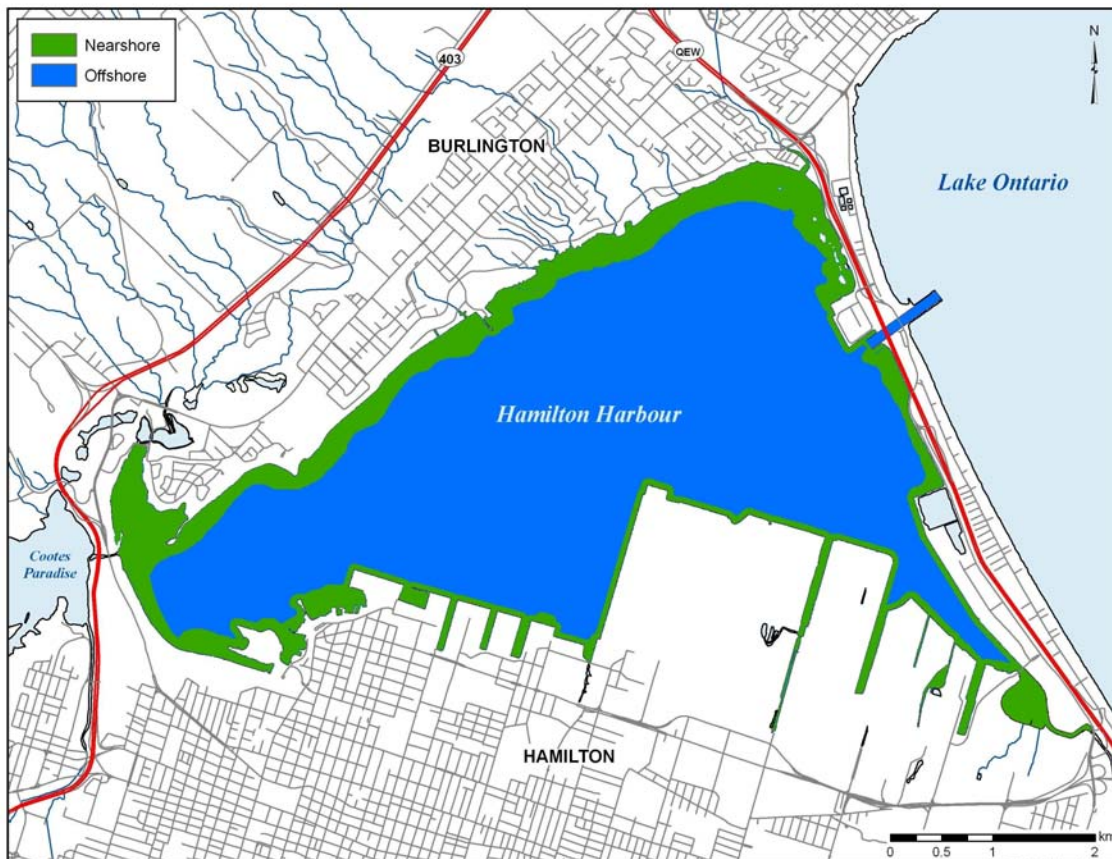 Nearshore
Offshore
403
QEW
N
BURLINGTON
Lake Ontario
Hamilton Harbour
Cootes
Paradise
HAMILTON
km
0 0.5 1 2